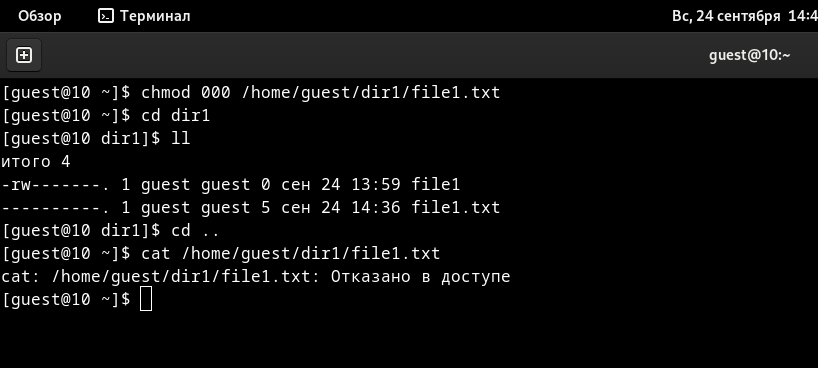 Обзор Терминал Вс, 24 сентября 14:4
guest@10:~
[guest@10 ~]$ chmod 000 /home/guest/dir1/file1.txt
[guest@10 ~]$ cd dir1
[guest@10 dir1]$ ll
итого 4
-rw-------. 1 guest guest 0 сен 24 13:59 file1
----------. 1 guest guest 5 сен 24 14:36 file1.txt
[guest@10 dir1]$ cd ..
[guest@10 ~]$ cat /home/guest/dir1/file1.txt
cat: /home/guest/dir1/file1.txt: Отказано в доступе
[guest@10 ~]$